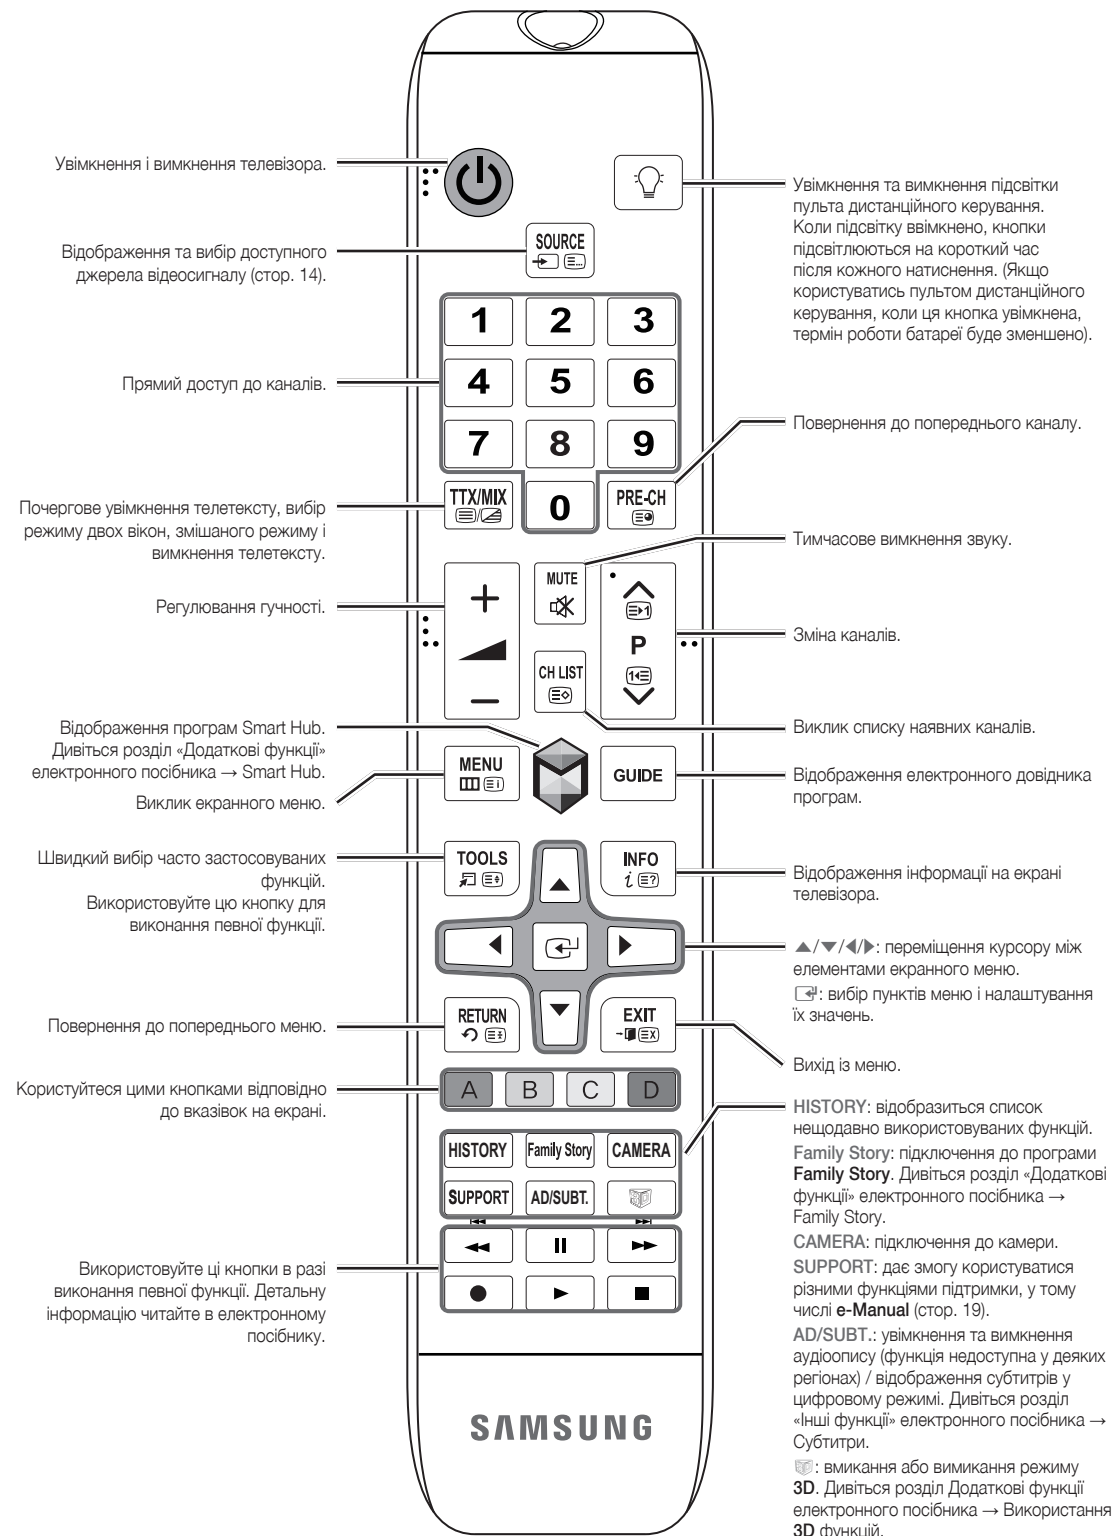 Увімкнення і вимкнення телевізора.
Відображення та вибір доступного
джерела відеосигналу (стор. 14).
Прямий доступ до каналів.
Почергове увімкнення телетексту, вибір
режиму двох вікон, змішаного режиму і
вимкнення телетексту.
Регулювання гучності.
Відображення програм Smart Hub.
Дивіться розділ «Додаткові функції»
електронного посібника → Smart Hub.
Виклик екранного меню.
Швидкий вибір часто застосовуваних
функцій.
Використовуйте цю кнопку для
виконання певної функції.
Повернення до попереднього меню.
Користуйтеся цими кнопками відповідно
до вказівок на екрані.
Використовуйте ці кнопки в разі
виконання певної функції. Детальну
інформацію читайте в електронному
посібнику.
SOURCE
1 2 3
4 5 6
7 8 9
TTX/MIX 0 PRE-CH
MUTE
P
CH LIST
MENU GUIDE
TOOLS INFO
RETURN EXIT
A B C D
HISTORY Family Story CAMERA
SUPPORT AD/SUBT.
SAMSUNG
Увімкнення та вимкнення підсвітки
пульта дистанційного керування.
Коли підсвітку ввімкнено, кнопки
підсвітлюються на короткий час
після кожного натиснення. (Якщо
користуватись пультом дистанційного
керування, коли ця кнопка увімкнена,
термін роботи батареї буде зменшено).
Повернення до попереднього каналу.
Тимчасове вимкнення звуку.
Зміна каналів.
Виклик списку наявних каналів.
Відображення електронного довідника
програм.
Відображення інформації на екрані
телевізора.
▲/▼/◀/▶: переміщення курсору між
елементами екранного меню.
: вибір пунктів меню і налаштування
їх значень.
Вихід із меню.
HISTORY: відобразиться список
нещодавно використовуваних функцій.
Family Story: підключення до програми
Family Story. Дивіться розділ «Додаткові
функції» електронного посібника →
Family Story.
CAMERA: підключення до камери.
SUPPORT: дає змогу користуватися
різними функціями підтримки, у тому
числі e-Manual (стор. 19).
AD/SUBT.: увімкнення та вимкнення
аудіоопису (функція недоступна у деяких
регіонах) / відображення субтитрів у
цифровому режимі. Дивіться розділ
«Інші функції» електронного посібника →
Субтитри.
: вмикання або вимикання режиму
3D. Дивіться розділ Додаткові функції
електронного посібника → Використання
3D функцій.